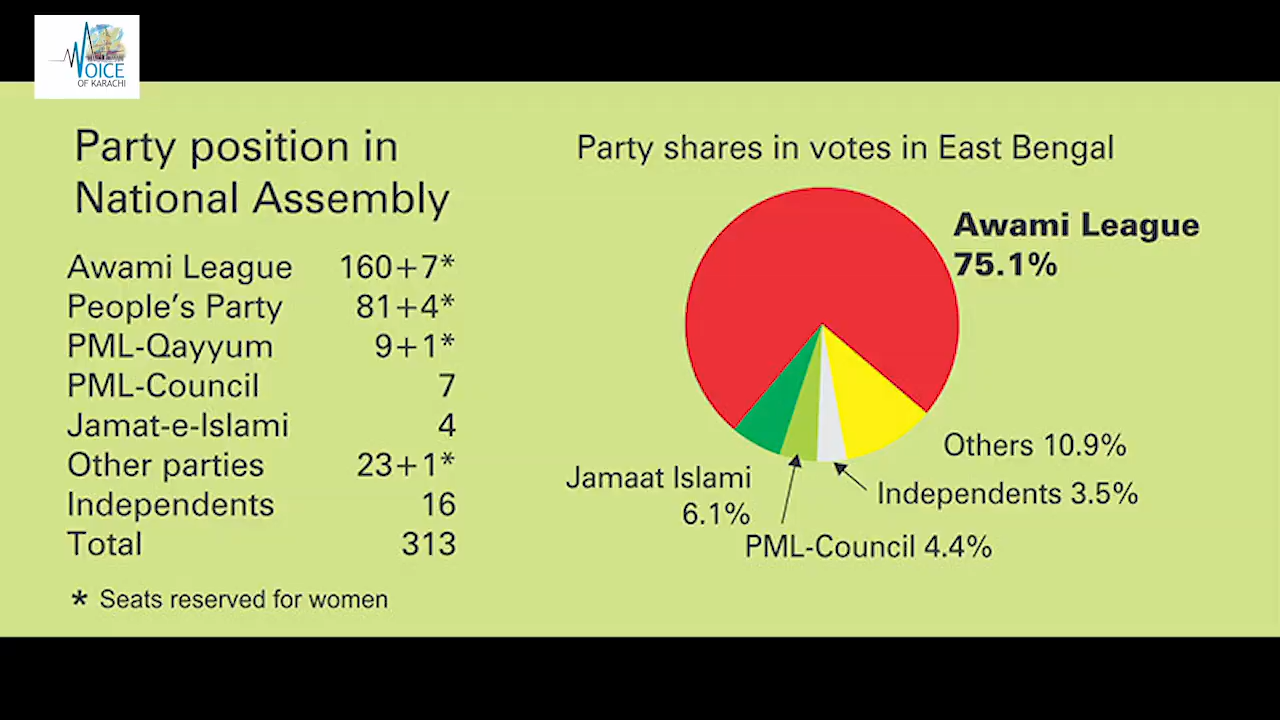 VOICE
OF KARACHI
Party position in
National Assembly
Awami League 160+7*
People's Party 81+4*
PML-Qayyum 9+1*
PML-Council 7
Jamat-e-Islami 4
Other parties 23+1*
Independents 16
Total 313
* Seats reserved for women
Party shares in votes in East Bengal
Awami League
75.1%
Others 10.9%
Independents 3.5%
PML-Council 4.4%
Jamaat Islami
6.1%